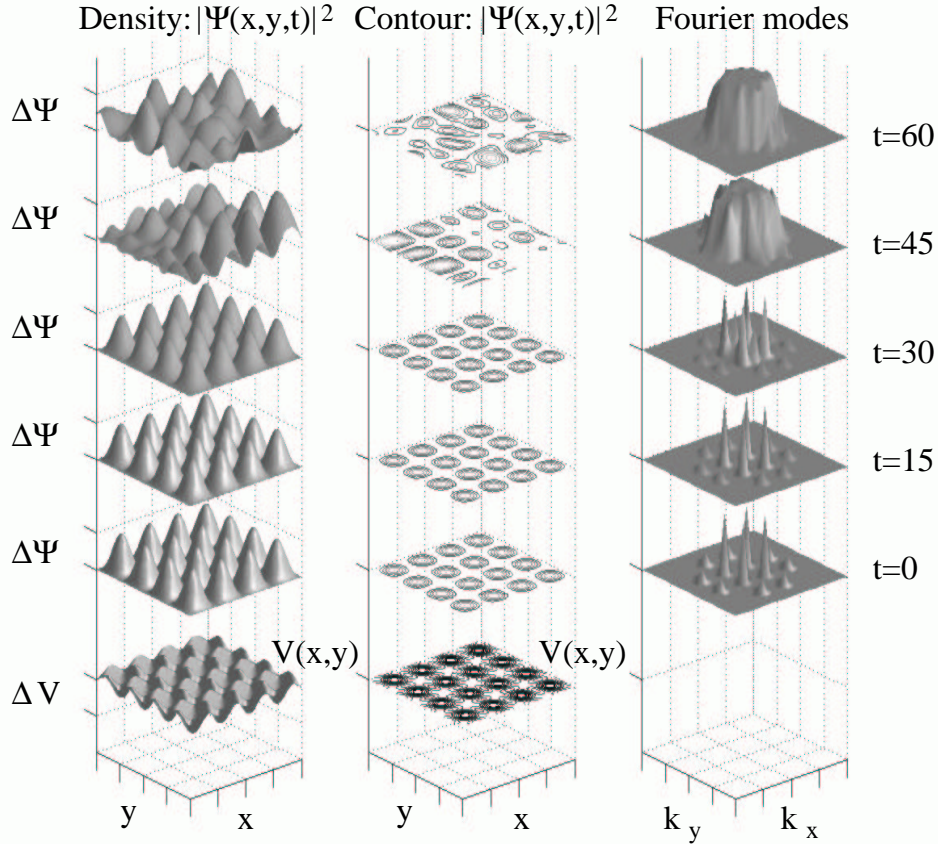 Density: |Ψ(x,y,t)|² Contour: |Ψ(x,y,t)|² Fourier modes
ΔΨ t=60
ΔΨ t=45
ΔΨ t=30
ΔΨ t=15
ΔΨ t=0
V(x,y) V(x,y)
ΔV
y x y x k y k x